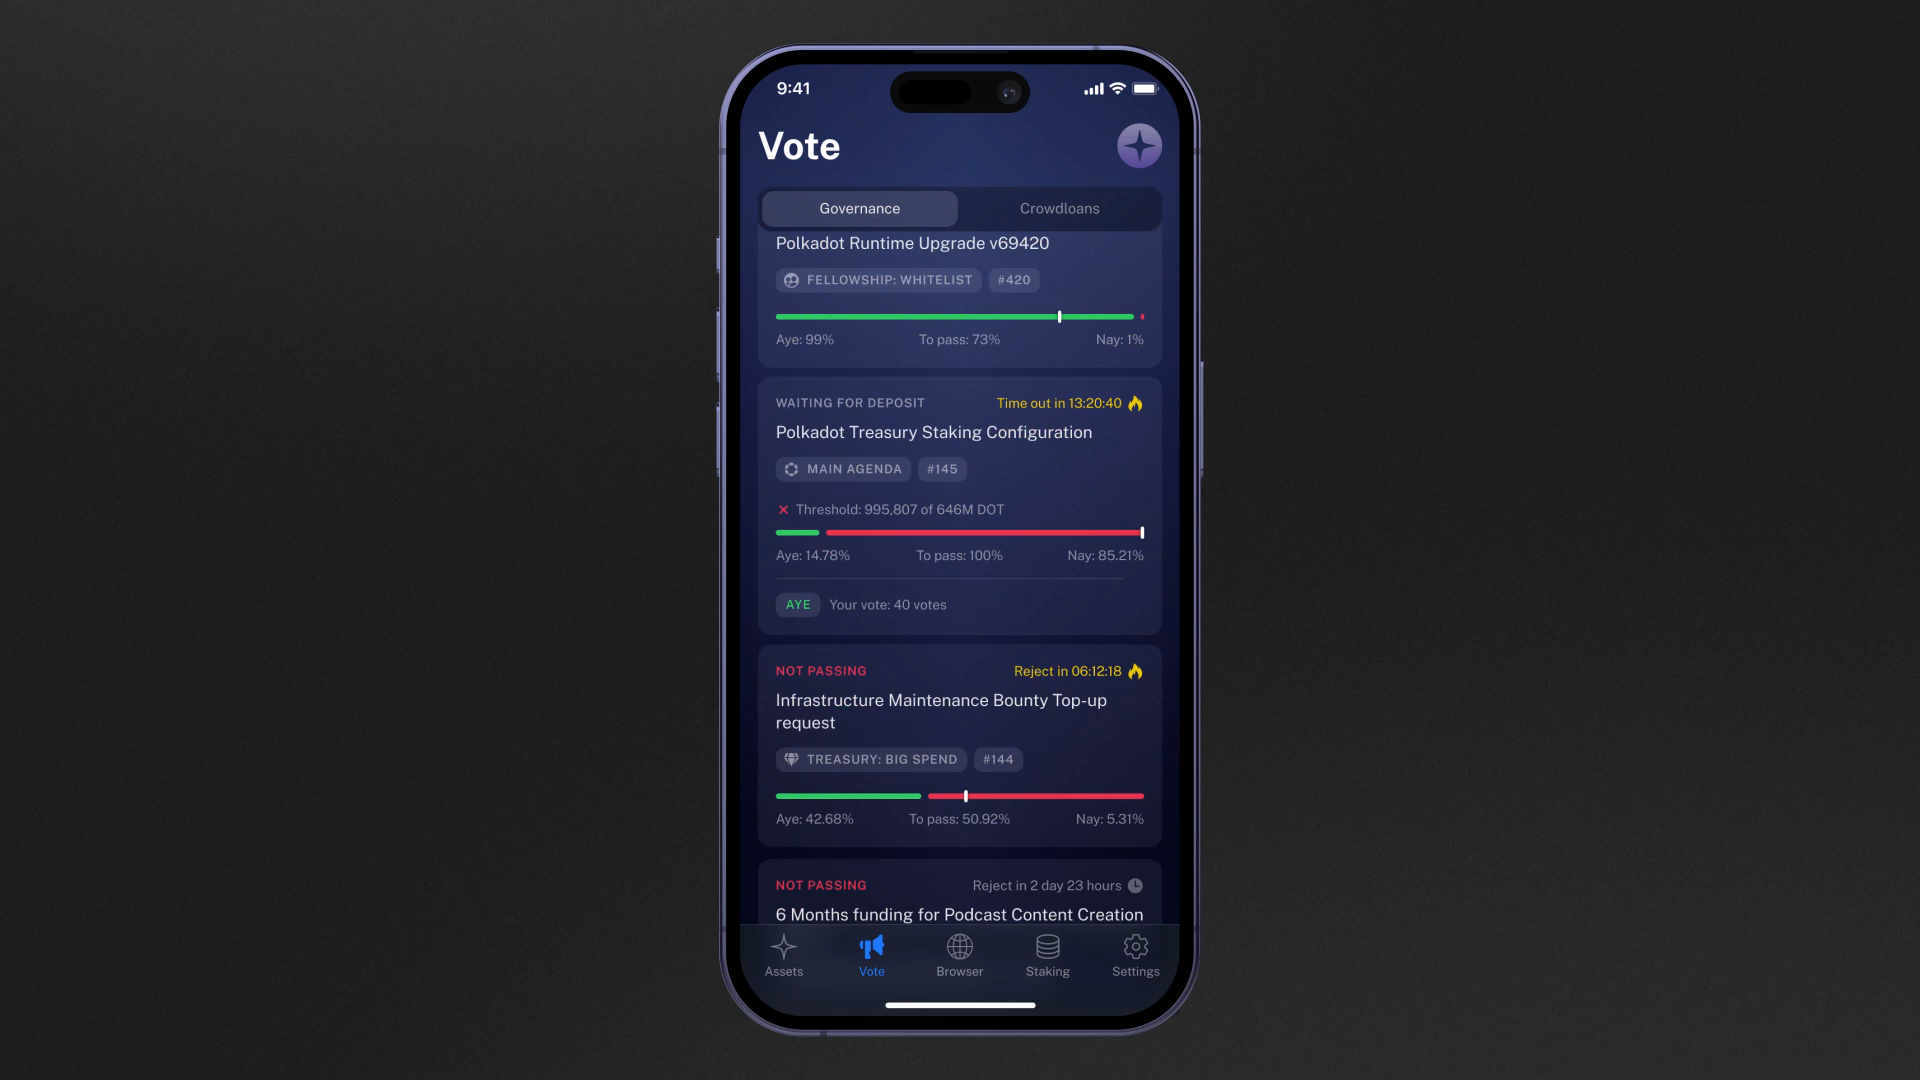 9:41
Vote
Governance
Crowdloans
Polkadot Runtime Upgrade v69420
FELLOWSHIP: WHITELIST #420
Aye: 99% To pass: 73% Nay: 1%
WAITING FOR DEPOSIT Time out in 13:20:40
Polkadot Treasury Staking Configuration
MAIN AGENDA #145
Threshold: 995,807 of 646M DOT
Aye: 14.78% To pass: 100% Nay: 85.21%
AYE Your vote: 40 votes
NOT PASSING Reject in 06:12:18
Infrastructure Maintenance Bounty Top-up
request
TREASURY: BIG SPEND #144
Aye: 42.68% To pass: 50.92% Nay: 5.31%
NOT PASSING Reject in 2 day 23 hours
6 Months funding for Podcast Content Creation
Assets Vote Browser Staking Settings